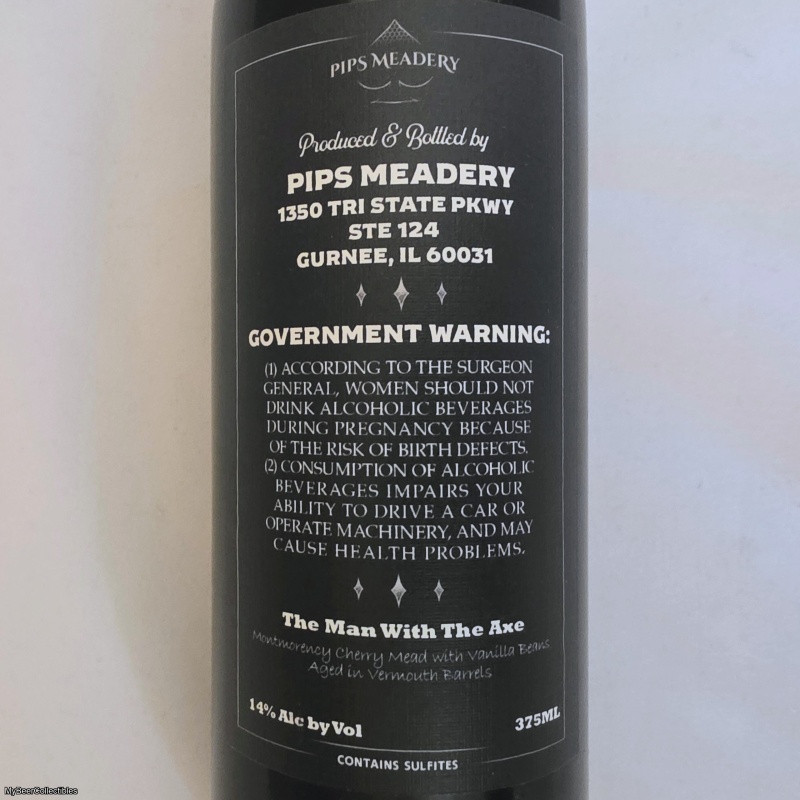 PIPS MEADERY
Produced & Bottled by
PIPS MEADERY
1350 TRI STATE PKWY
STE 124
GURNEE, IL 60031
GOVERNMENT WARNING:
(1) ACCORDING TO THE SURGEON
GENERAL, WOMEN SHOULD NOT
DRINK ALCOHOLIC BEVERAGES
DURING PREGNANCY BECAUSE
OF THE RISK OF BIRTH DEFECTS.
(2) CONSUMPTION OF ALCOHOLIC
BEVERAGES IMPAIRS YOUR
ABILITY TO DRIVE A CAR OR
OPERATE MACHINERY, AND MAY
CAUSE HEALTH PROBLEMS.
The Man With The Axe
Montmorency Cherry Mead with Vanilla Beans
Aged in Vermouth Barrels
14% Alc by Vol
375ML
CONTAINS SULFITES
MyBeerCollectibles